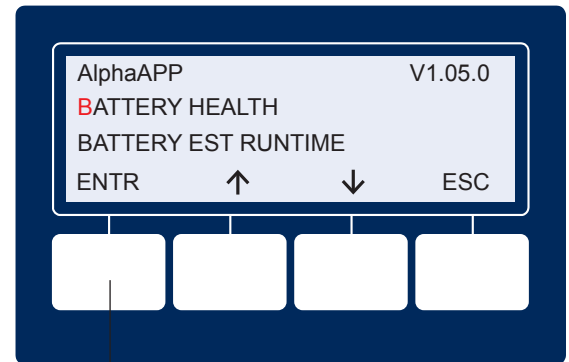 AlphaAPP V1.05.0
BATTERY HEALTH
BATTERY EST RUNTIME
ENTR ↑ ↓ ESC